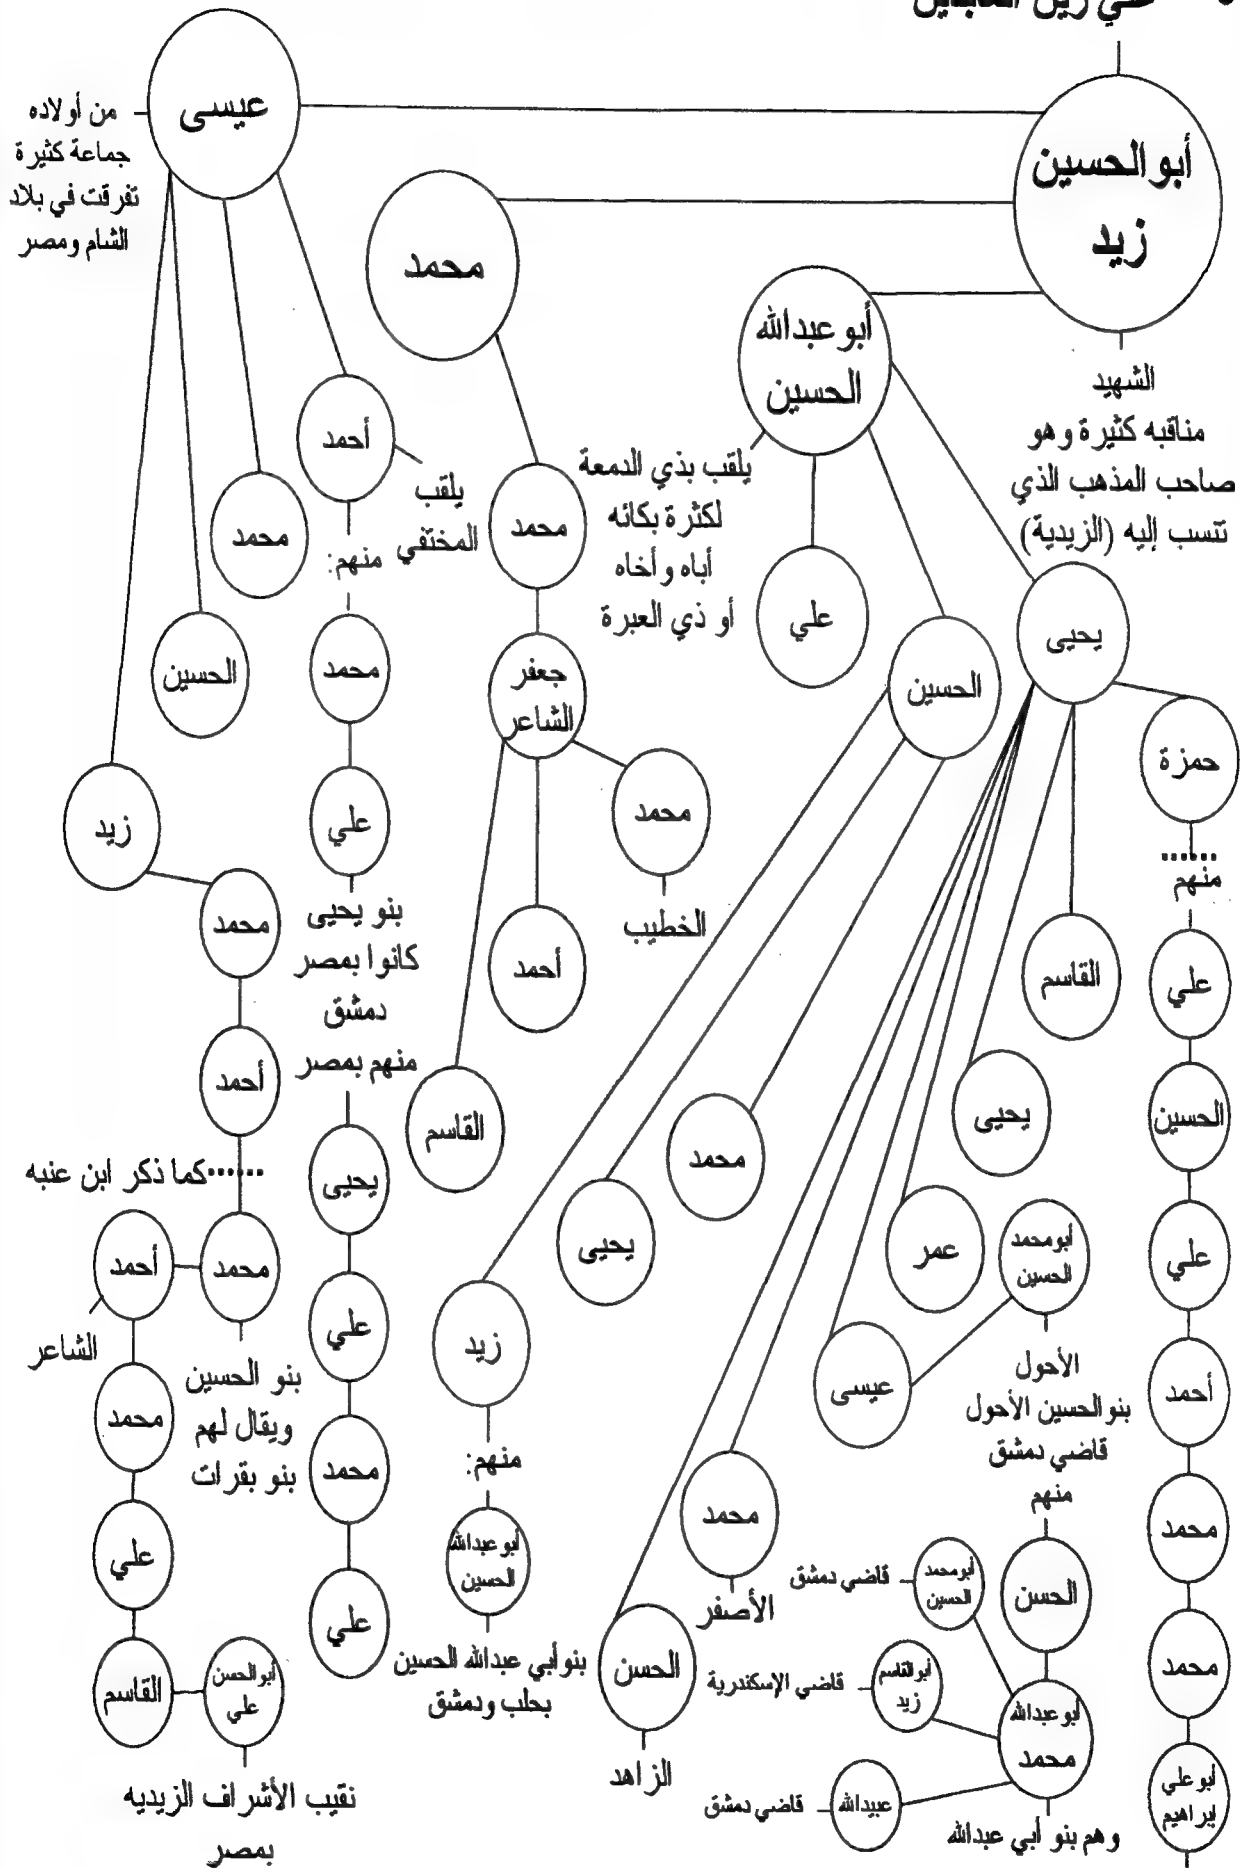 علي زين العابدين
أبو الحسين
زيد
الشهيد
مناقبه كثيرة وهو
صاحب المذهب الذي
تنسب إليه (الزيدية)
عيسى
من أولاده
جماعة كثيرة
تفرقت في بلاد
الشام ومصر
محمد
أبو عبدالله
الحسين
يلقب بذي الدمعة
لكثرة بكائه
أباه وأخاه
أو ذي العبرة
يحيى
حمزة
......
منهم
علي
الحسين
علي
أحمد
محمد
محمد
أبو علي
إبراهيم
القاسم
يحيى
عمر
عيسى
أبو محمد
الحسين
الأحول
بنو الحسين الأحول
قاضي دمشق
منهم
الحسن
أبو عبدالله
محمد
وهم بنو أبي عبدالله
أبو محمد
الحسين
قاضي دمشق
أبو القاسم
زيد
قاضي الإسكندرية
عبيدالله
قاضي دمشق
محمد
الأصفر
الحسن
الزاهد
الحسين
محمد
يحيى
زيد
منهم:
أبو عبدالله
الحسين
بنو أبي عبدالله الحسين
بحلب ودمشق
علي
محمد
جعفر
الشاعر
محمد
الخطيب
أحمد
القاسم
أحمد
يلقب
المختفي
منهم:
محمد
علي
بنو يحيى
كانوا بمصر
دمشق
منهم بمصر
يحيى
علي
محمد
علي
محمد
الحسين
زيد
محمد
أحمد
......كما ذكر ابن عنبه
محمد
بنو الحسين
ويقال لهم
بنو بقرات
أحمد
الشاعر
محمد
علي
القاسم
أبو الحسن
علي
نقيب الأشراف الزيديه
بمصر